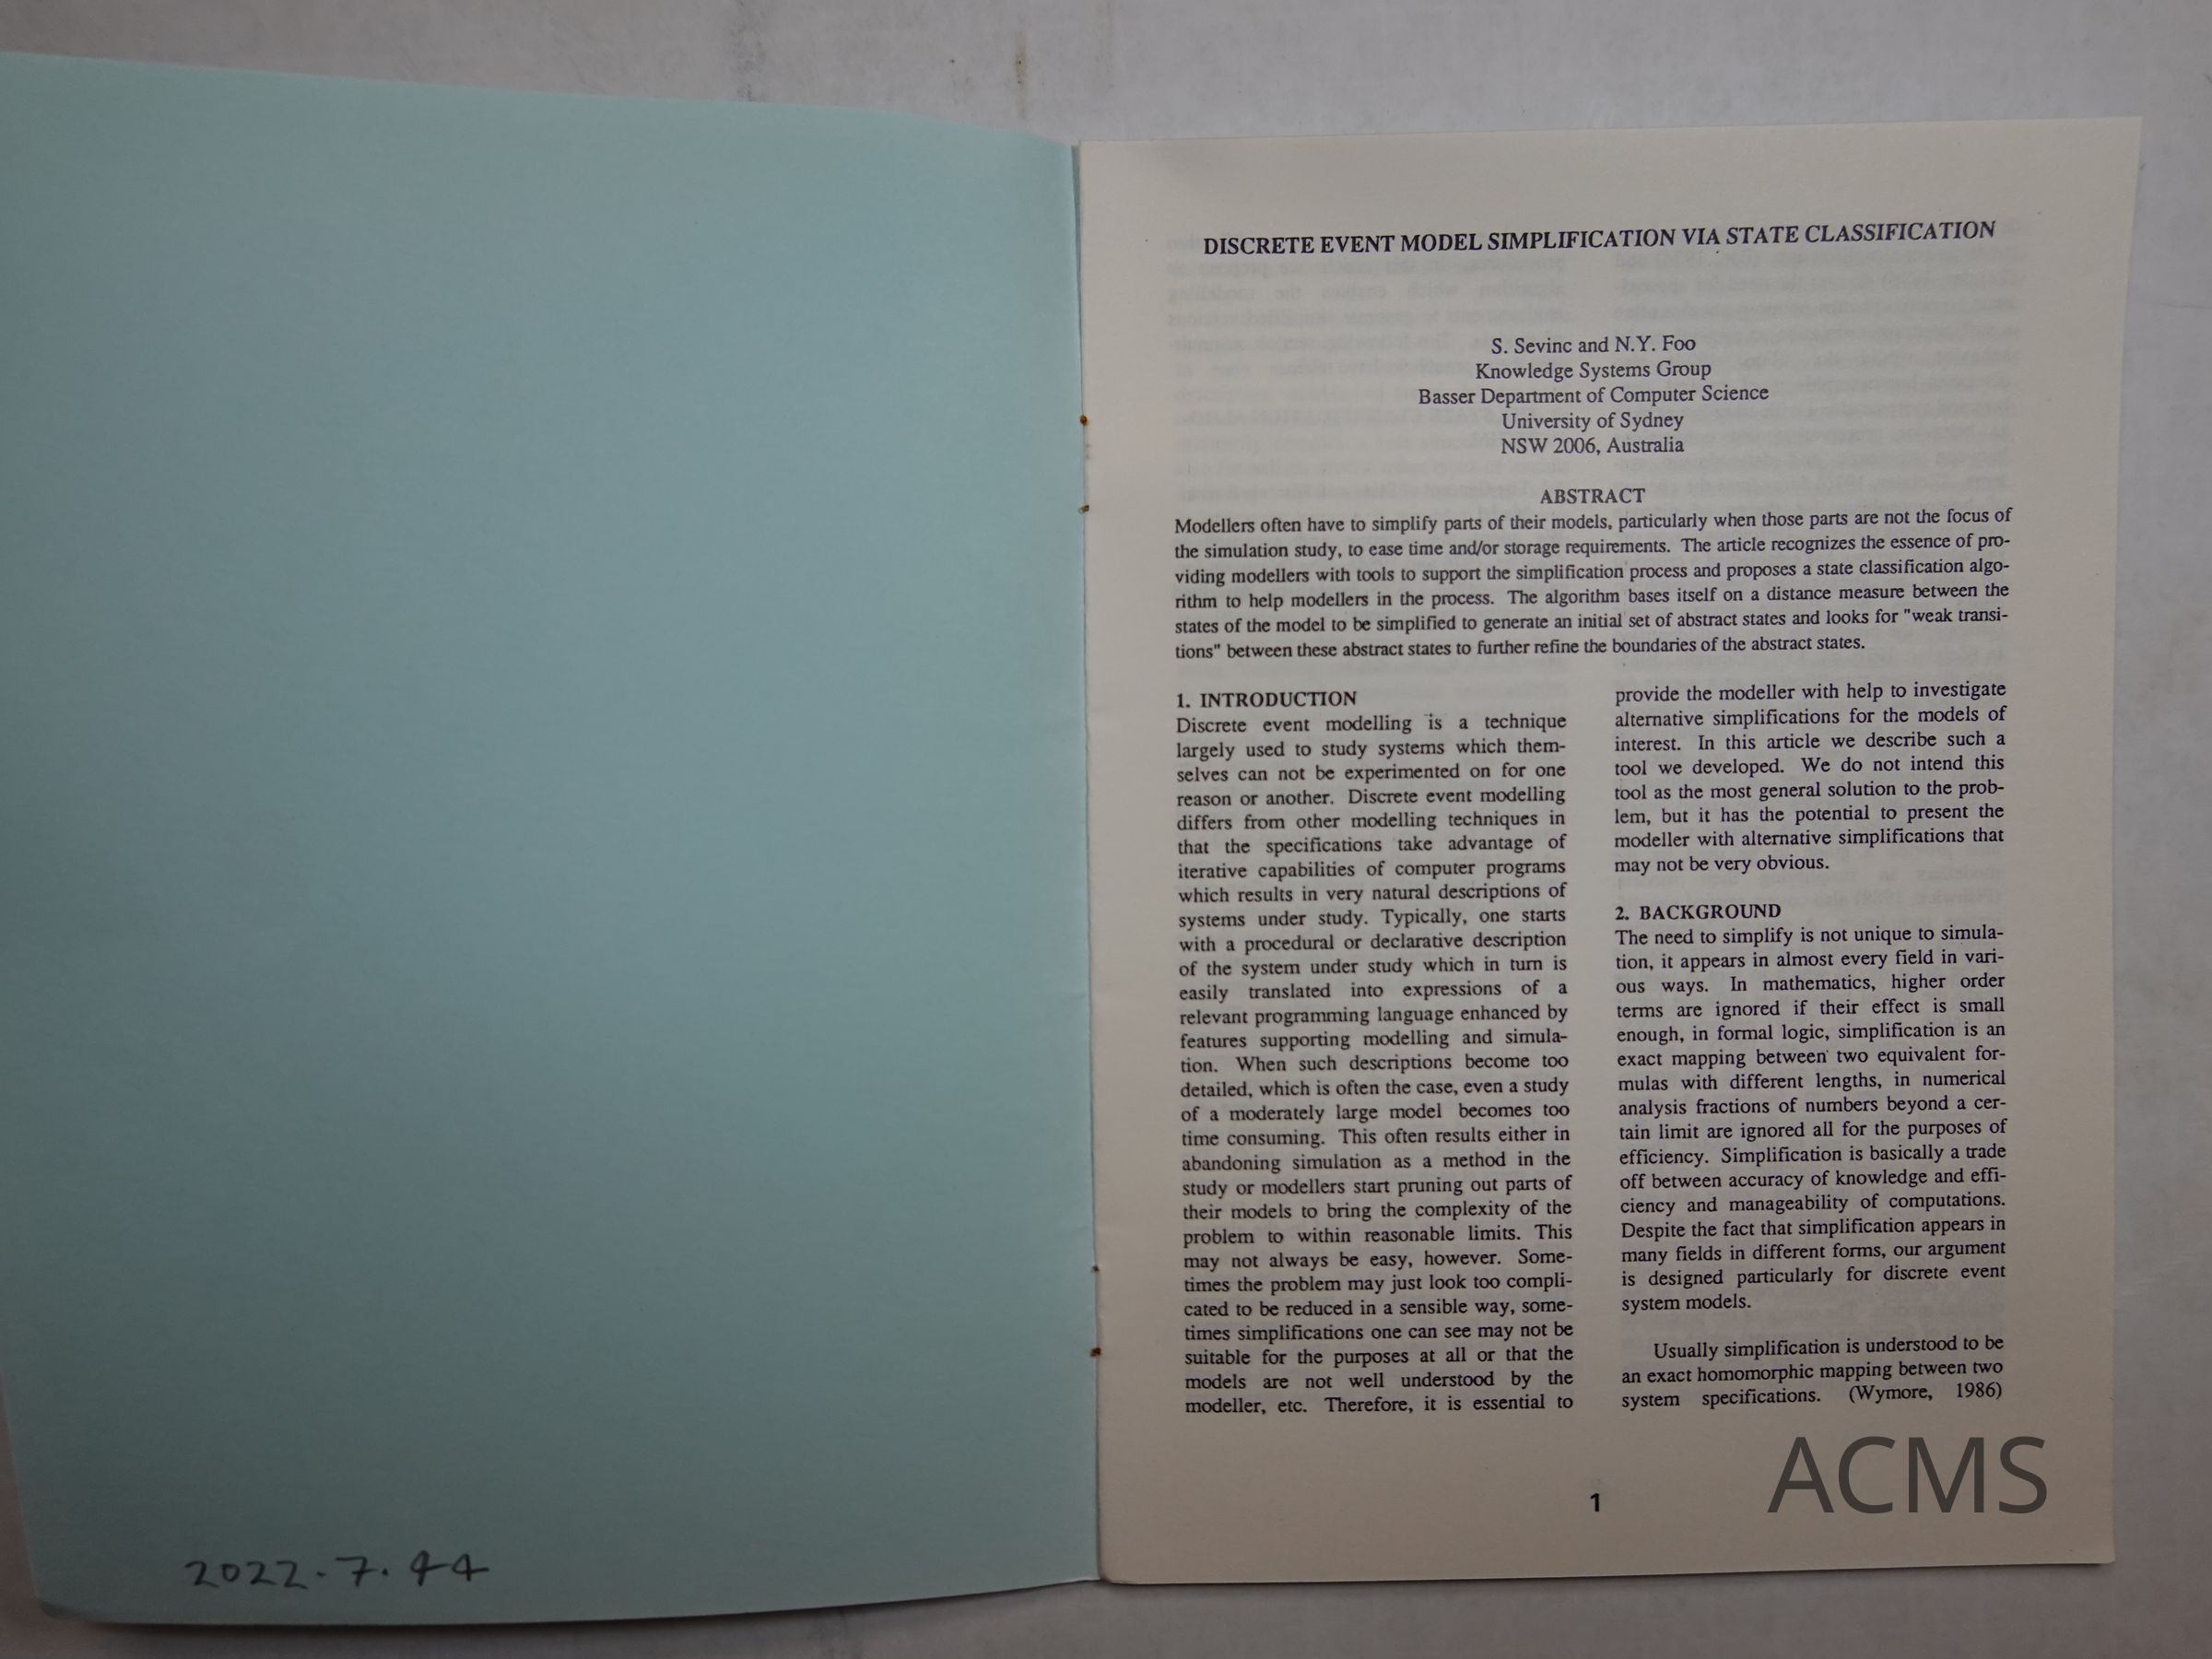 2022.7.44
DISCRETE EVENT MODEL SIMPLIFICATION VIA STATE CLASSIFICATION
S. Sevinc and N.Y. Foo
Knowledge Systems Group
Basser Department of Computer Science
University of Sydney
NSW 2006, Australia
ABSTRACT
Modellers often have to simplify parts of their models, particularly when those parts are not the focus of
the simulation study, to ease time and/or storage requirements. The article recognizes the essence of pro-
viding modellers with tools to support the simplification process and proposes a state classification algo-
rithm to help modellers in the process. The algorithm bases itself on a distance measure between the
states of the model to be simplified to generate an initial set of abstract states and looks for "weak transi-
tions" between these abstract states to further refine the boundaries of the abstract states.
1. INTRODUCTION
Discrete event modelling is a technique
largely used to study systems which them-
selves can not be experimented on for one
reason or another. Discrete event modelling
differs from other modelling techniques in
that the specifications take advantage of
iterative capabilities of computer programs
which results in very natural descriptions of
systems under study. Typically, one starts
with a procedural or declarative description
of the system under study which in turn is
easily translated into expressions of a
relevant programming language enhanced by
features supporting modelling and simula-
tion. When such descriptions become too
detailed, which is often the case, even a study
of a moderately large model becomes too
time consuming. This often results either in
abandoning simulation as a method in the
study or modellers start pruning out parts of
their models to bring the complexity of the
problem to within reasonable limits. This
may not always be easy, however. Some-
times the problem may just look too compli-
cated to be reduced in a sensible way, some-
times simplifications one can see may not be
suitable for the purposes at all or that the
models are not well understood by the
modeller, etc. Therefore, it is essential to
provide the modeller with help to investigate
alternative simplifications for the models of
interest. In this article we describe such a
tool we developed. We do not intend this
tool as the most general solution to the prob-
lem, but it has the potential to present the
modeller with alternative simplifications that
may not be very obvious.
2. BACKGROUND
The need to simplify is not unique to simula-
tion, it appears in almost every field in vari-
ous ways. In mathematics, higher order
terms are ignored if their effect is small
enough, in formal logic, simplification is an
exact mapping between two equivalent for-
mulas with different lengths, in numerical
analysis fractions of numbers beyond a cer-
tain limit are ignored all for the purposes of
efficiency. Simplification is basically a trade
off between accuracy of knowledge and effi-
ciency and manageability of computations.
Despite the fact that simplification appears in
many fields in different forms, our argument
is designed particularly for discrete event
system models.
Usually simplification is understood to be
an exact homomorphic mapping between two
system specifications. (Wymore, 1986)
1
ACMS